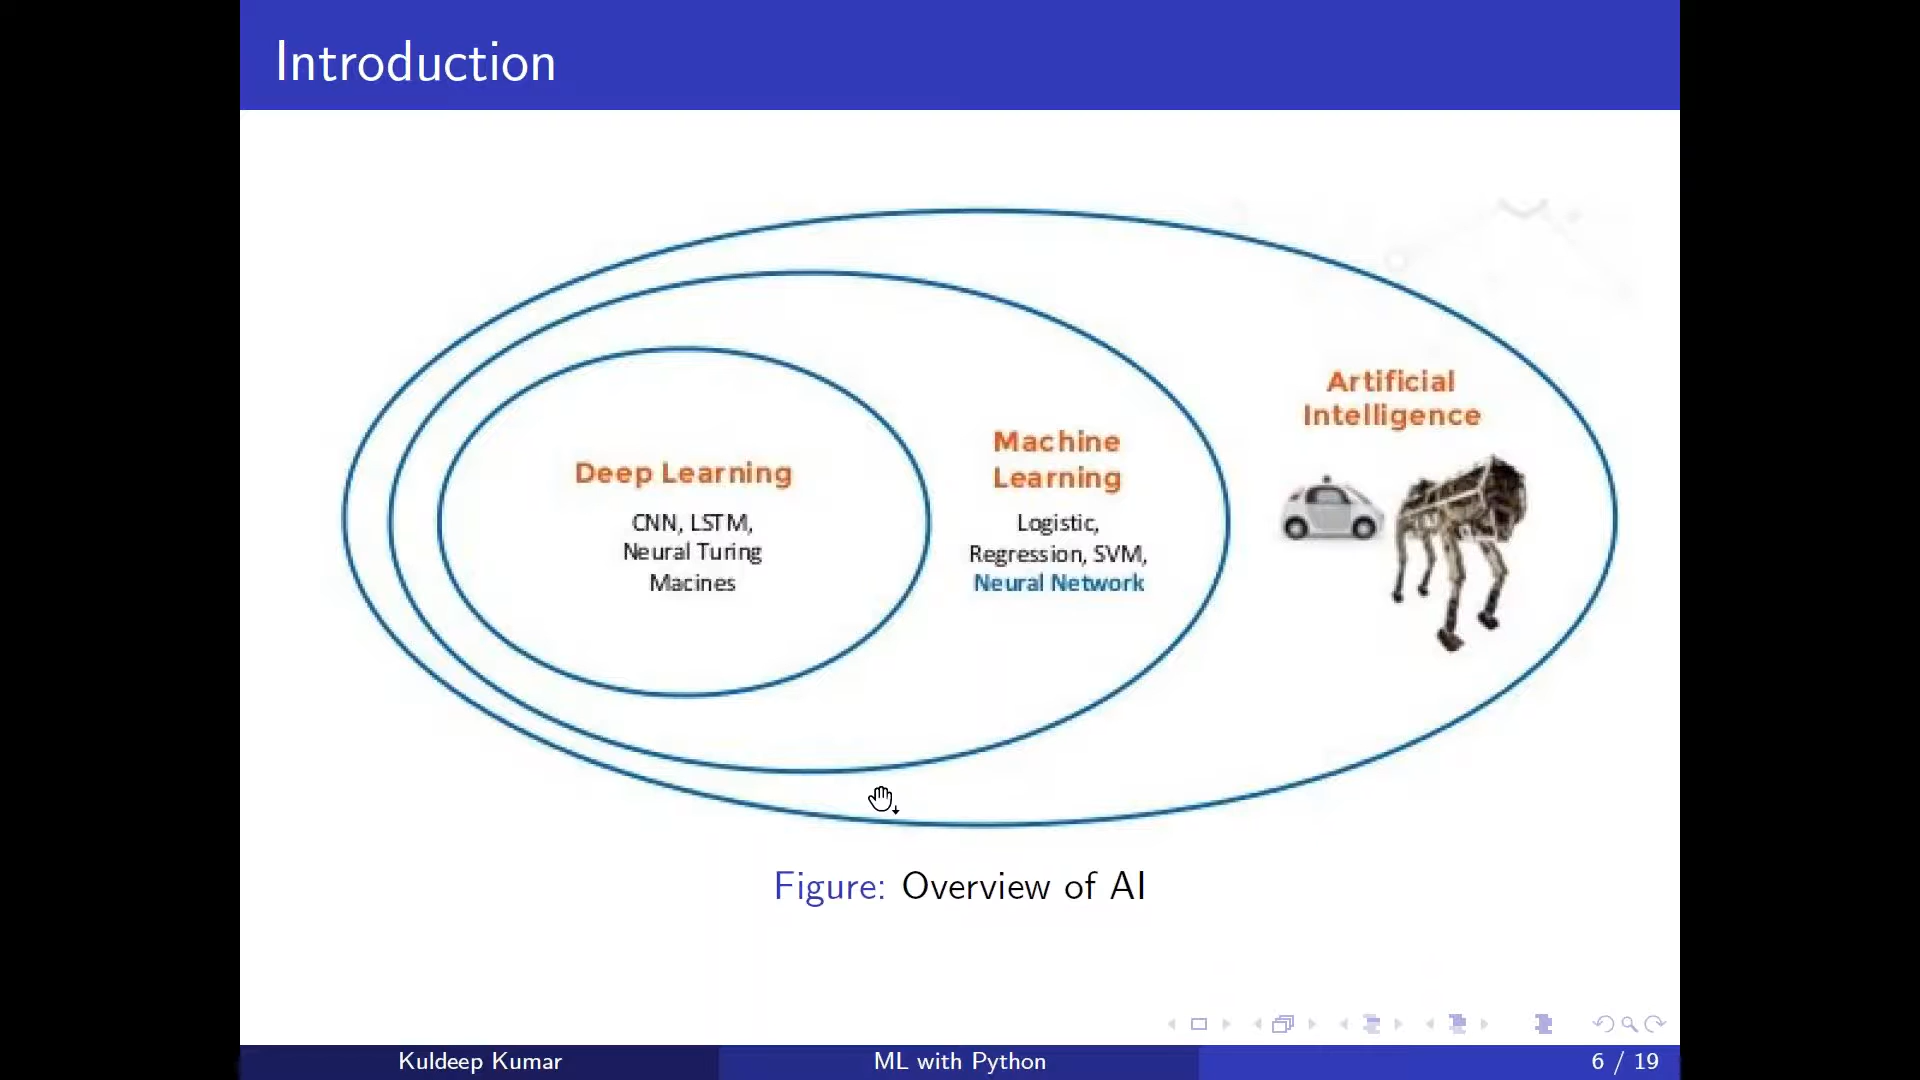 Introduction
Artificial
Intelligence
Machine
Learning
Logistic,
Regression, SVM,
Neural Network
Deep Learning
CNN, LSTM,
Neural Turing
Macines
Figure: Overview of AI
Kuldeep Kumar
ML with Python
6 / 19